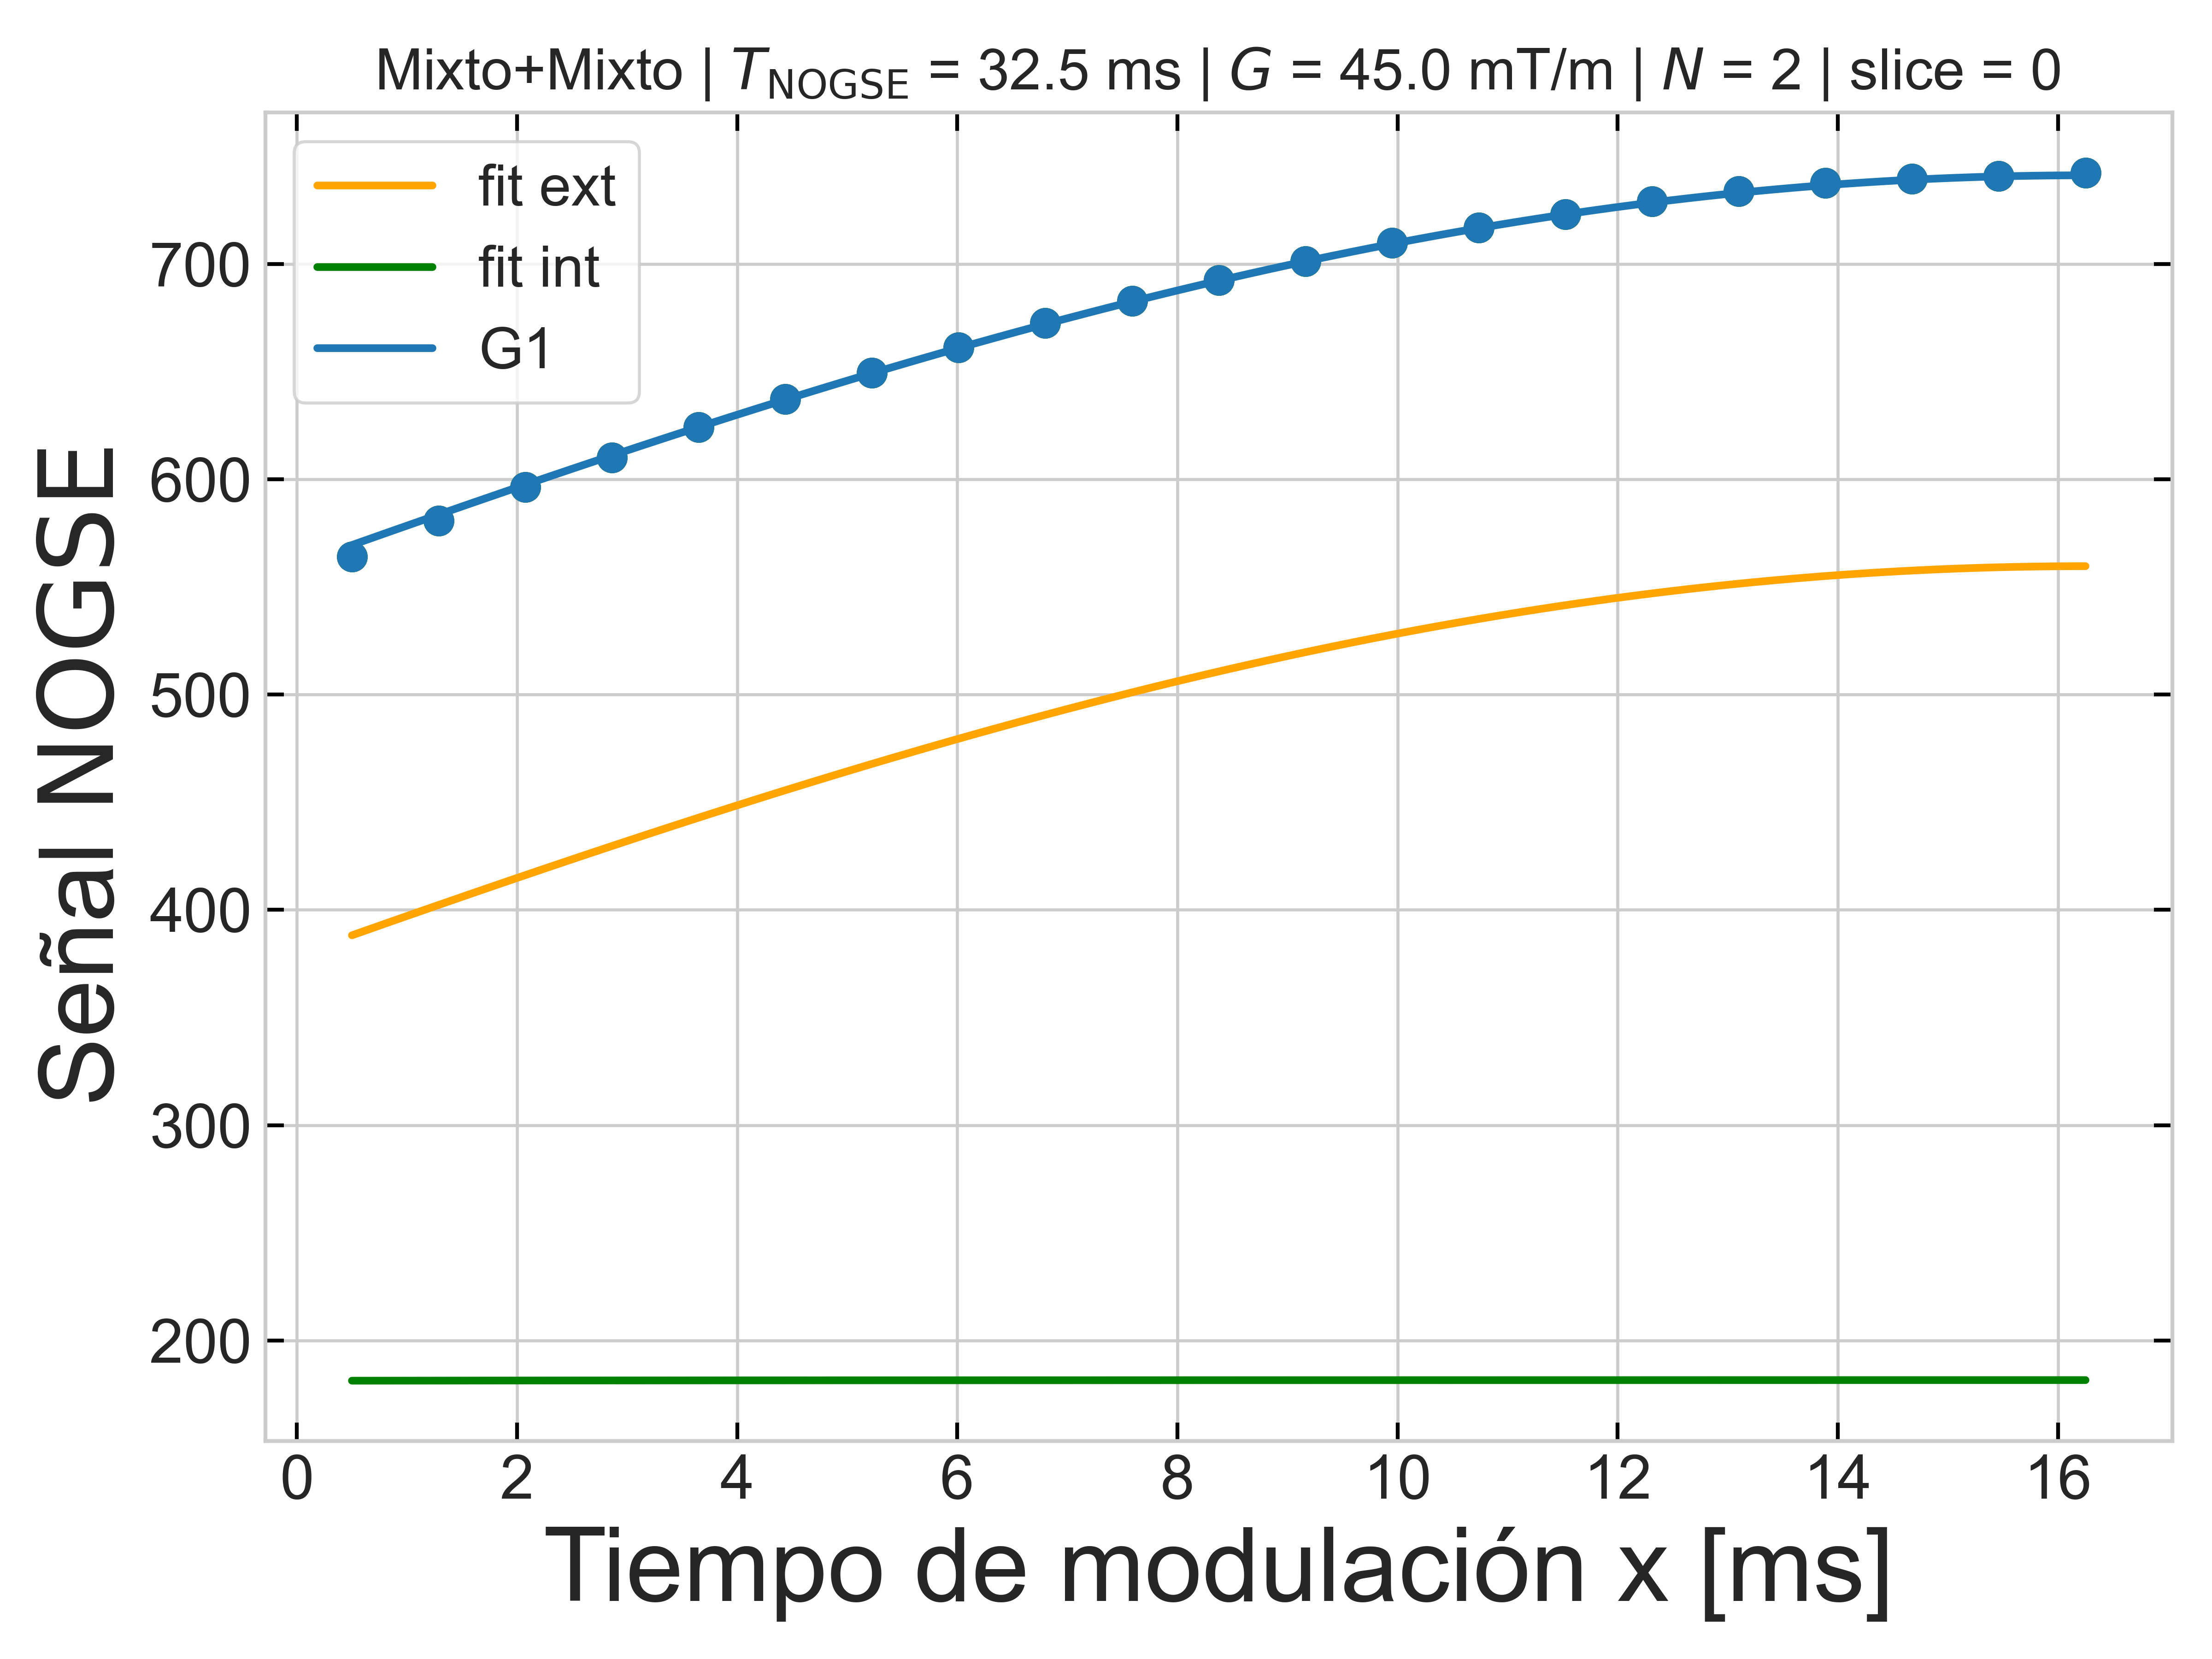 Mixto+Mixto | T_NOGSE = 32.5 ms | G = 45.0 mT/m | N = 2 | slice = 0
fit ext
fit int
G1
700
600
500
400
300
200
Señal NOGSE
0 2 4 6 8 10 12 14 16
Tiempo de modulación x [ms]